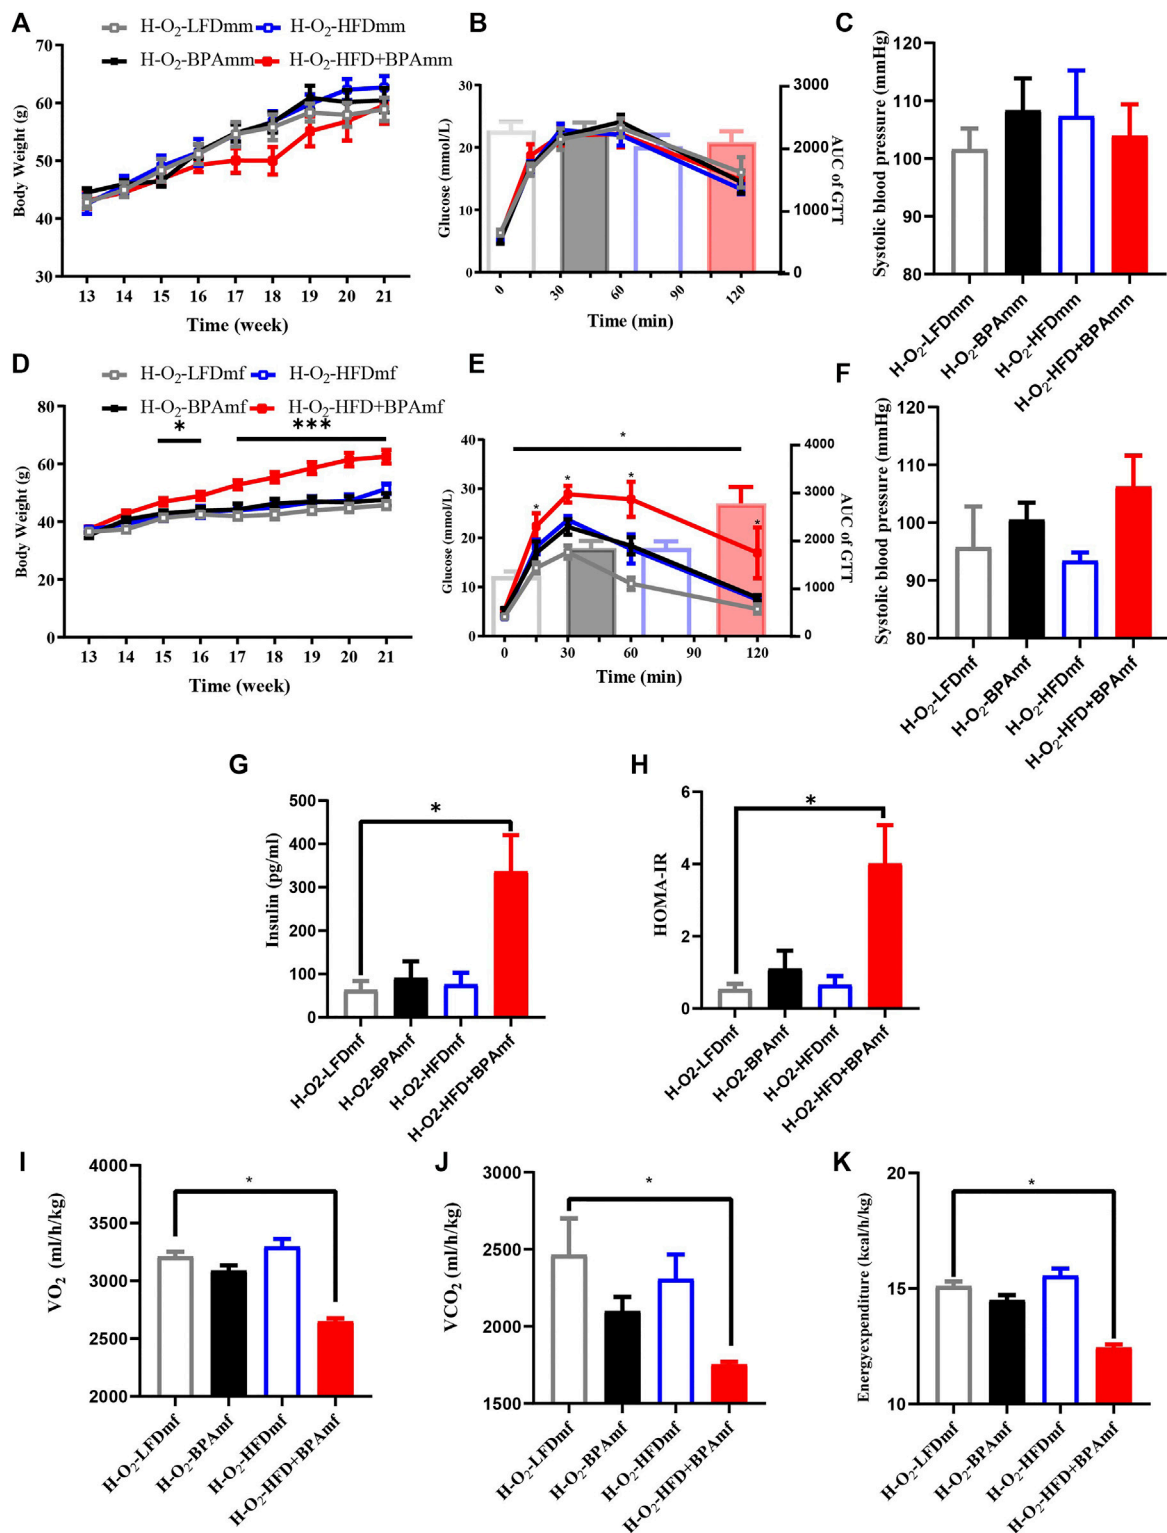 A
H-O2-LFDmm
H-O2-HFDmm
H-O2-BPAmm
H-O2-HFD+BPAmm
Body Weight (g)
70
60
50
40
30
13 14 15 16 17 18 19 20 21
Time (week)
B
Glucose (mmol/L)
30
20
10
0
3000
2000
1000
0
AUC of GTT
0 30 60 90 120
Time (min)
C
Systolic blood pressure (mmHg)
120
100
90
80
H-O2-LFDmm
H-O2-BPAmm
H-O2-HFDmm
H-O2-HFD+BPAmm
D
H-O2-LFDmf
H-O2-HFDmf
H-O2-BPAmf
H-O2-HFD+BPAmf
* ***
Body Weight (g)
80
60
40
20
0
13 14 15 16 17 18 19 20 21
Time (week)
E
Glucose (mmol/L)
40
30
20
10
0
*
* * * *
4000
3000
2000
1000
0
AUC of GTT
0 30 60 90 120
Time (min)
F
Systolic blood pressure (mmHg)
120
100
90
80
H-O2-LFDmf
H-O2-BPAmf
H-O2-HFDmf
H-O2-HFD+BPAmf
G
Insulin (pg/ml)
500
400
300
200
100
0
*
H-O2-LFDmf
H-O2-BPAmf
H-O2-HFDmf
H-O2-HFD+BPAmf
H
HOMA-IR
6
4
2
0
*
H-O2-LFDmf
H-O2-BPAmf
H-O2-HFDmf
H-O2-HFD+BPAmf
I
VO2 (ml/h/kg)
4000
3500
3000
2500
2000
*
H-O2-LFDmf
H-O2-BPAmf
H-O2-HFDmf
H-O2-HFD+BPAmf
J
VCO2 (ml/h/kg)
3000
2500
2000
1500
*
H-O2-LFDmf
H-O2-BPAmf
H-O2-HFDmf
H-O2-HFD+BPAmf
K
Energyexpenditure (kcal/h/kg)
20
15
10
*
H-O2-LFDmf
H-O2-BPAmf
H-O2-HFDmf
H-O2-HFD+BPAmf